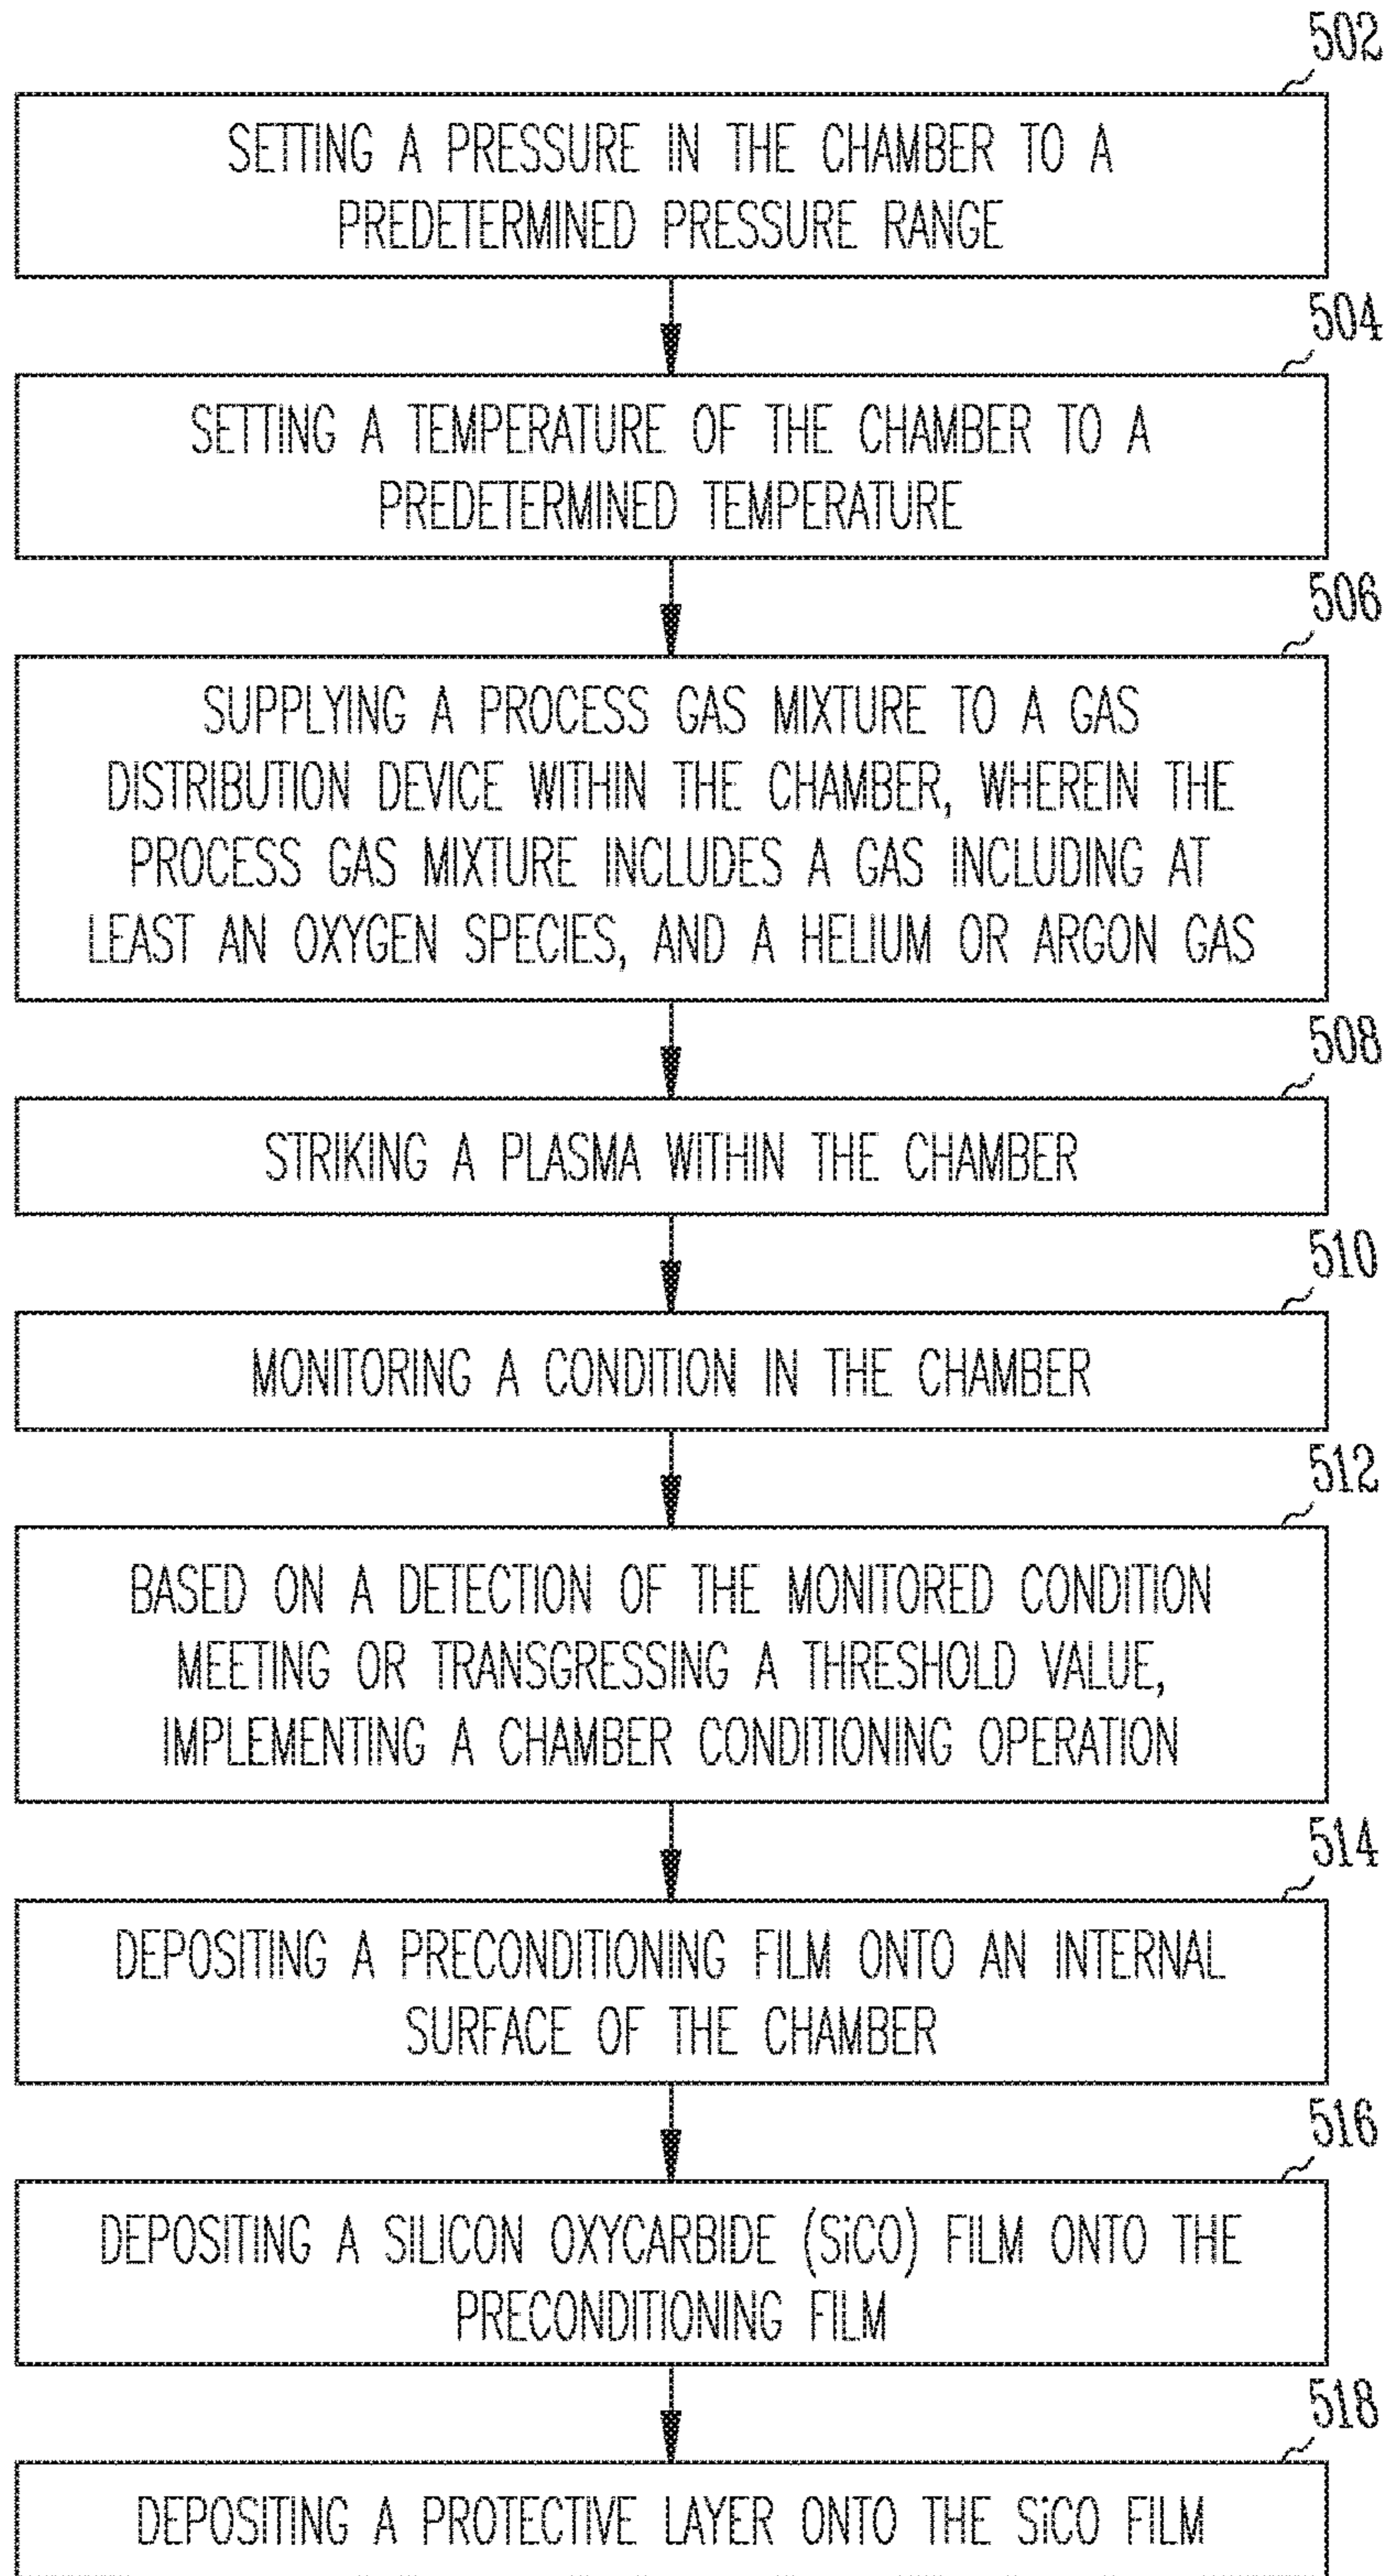 502
SETTING A PRESSURE IN THE CHAMBER TO A
PREDETERMINED PRESSURE RANGE
504
SETTING A TEMPERATURE OF THE CHAMBER TO A
PREDETERMINED TEMPERATURE
506
SUPPLYING A PROCESS GAS MIXTURE TO A GAS
DISTRIBUTION DEVICE WITHIN THE CHAMBER, WHEREIN THE
PROCESS GAS MIXTURE INCLUDES A GAS INCLUDING AT
LEAST AN OXYGEN SPECIES, AND A HELIUM OR ARGON GAS
508
STRIKING A PLASMA WITHIN THE CHAMBER
510
MONITORING A CONDITION IN THE CHAMBER
512
BASED ON A DETECTION OF THE MONITORED CONDITION
MEETING OR TRANSGRESSING A THRESHOLD VALUE,
IMPLEMENTING A CHAMBER CONDITIONING OPERATION
514
DEPOSITING A PRECONDITIONING FILM ONTO AN INTERNAL
SURFACE OF THE CHAMBER
516
DEPOSITING A SILICON OXYCARBIDE (SiCO) FILM ONTO THE
PRECONDITIONING FILM
518
DEPOSITING A PROTECTIVE LAYER ONTO THE SiCO FILM